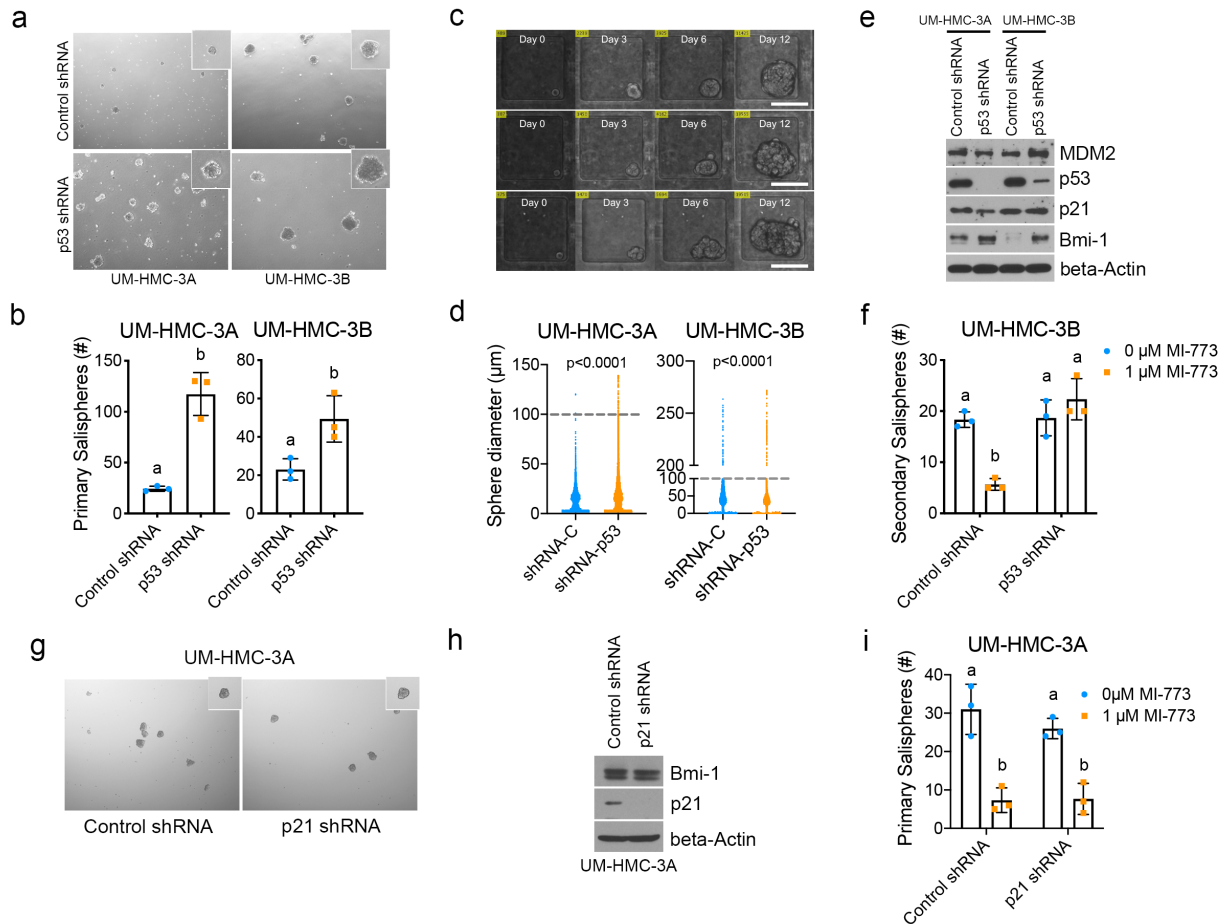 a
Control shRNA
p53 shRNA
UM-HMC-3A
UM-HMC-3B
b
UM-HMC-3A
UM-HMC-3B
Primary Salispheres (#)
150
100
50
0
a
b
Control shRNA
p53 shRNA
80
60
40
20
0
a
b
Control shRNA
p53 shRNA
c
Day 0
Day 3
Day 6
Day 12
Day 0
Day 3
Day 6
Day 12
Day 0
Day 3
Day 6
Day 12
d
UM-HMC-3A
UM-HMC-3B
Sphere diameter (µm)
150
100
50
0
p<0.0001
shRNA-C
shRNA-p53
300
250
200
100
50
0
p<0.0001
shRNA-C
shRNA-p53
e
UM-HMC-3A
UM-HMC-3B
Control shRNA
p53 shRNA
Control shRNA
p53 shRNA
MDM2
p53
p21
Bmi-1
beta-Actin
f
UM-HMC-3B
Secondary Salispheres (#)
30
20
10
0
a
b
a
a
0 µM MI-773
1 µM MI-773
Control shRNA
p53 shRNA
g
UM-HMC-3A
Control shRNA
p21 shRNA
h
Control shRNA
p21 shRNA
Bmi-1
p21
beta-Actin
UM-HMC-3A
i
UM-HMC-3A
Primary Salispheres (#)
40
30
20
10
0
a
b
a
b
0µM MI-773
1 µM MI-773
Control shRNA
p21 shRNA